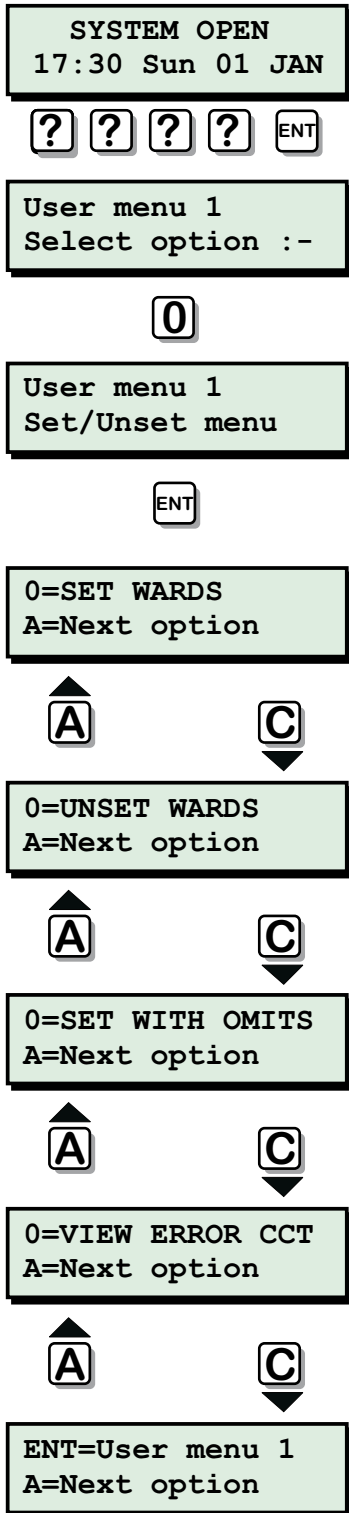 SYSTEM OPEN
17:30 Sun 01 JAN
? ? ? ? ENT
User menu 1
Select option :-
0
User menu 1
Set/Unset menu
ENT
0=SET WARDS
A=Next option
A C
0=UNSET WARDS
A=Next option
A C
0=SET WITH OMITS
A=Next option
A C
0=VIEW ERROR CCT
A=Next option
A C
ENT=User menu 1
A=Next option